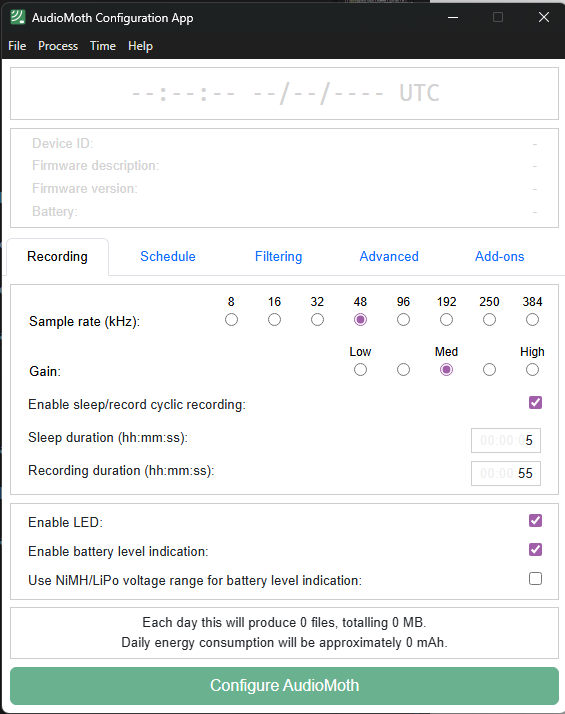 AudioMoth Configuration App
File Process Time Help
--:--:-- --/--/---- UTC
Device ID: -
Firmware description: -
Firmware version: -
Battery: -
Recording Schedule Filtering Advanced Add-ons
8 16 32 48 96 192 250 384
Sample rate (kHz):
Low Med High
Gain:
Enable sleep/record cyclic recording:
Sleep duration (hh:mm:ss): 00:00:05
Recording duration (hh:mm:ss): 00:00:55
Enable LED:
Enable battery level indication:
Use NiMH/LiPo voltage range for battery level indication:
Each day this will produce 0 files, totalling 0 MB.
Daily energy consumption will be approximately 0 mAh.
Configure AudioMoth